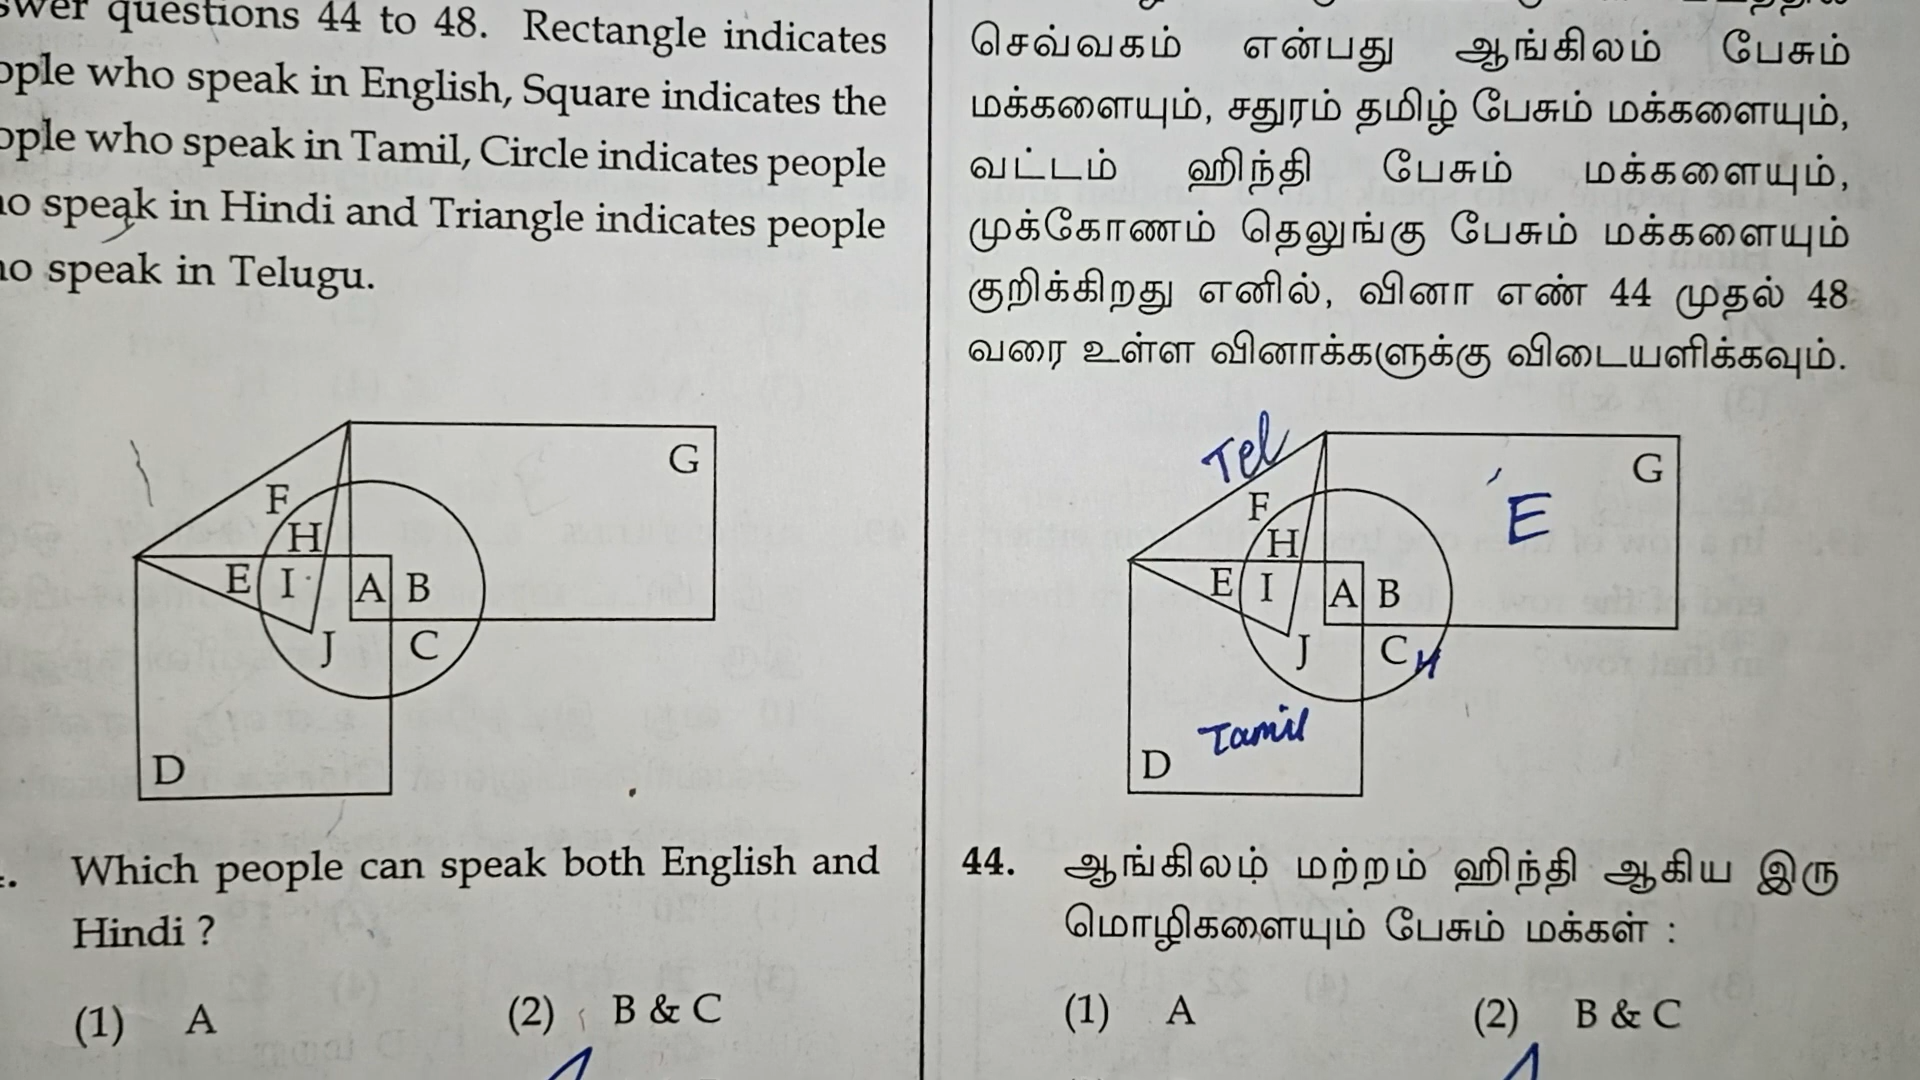 questions 44 to 48. Rectangle indicates
who speak in English, Square indicates the
who speak in Tamil, Circle indicates people
speak in Hindi and Triangle indicates people
speak in Telugu.
G
F
H
E I A B
J C
D
Which people can speak both English and
Hindi ?
(1) A (2) B & C
செவ்வகம் என்பது ஆங்கிலம் பேசும்
மக்களையும், சதுரம் தமிழ் பேசும் மக்களையும்,
வட்டம் ஹிந்தி பேசும் மக்களையும்,
முக்கோணம் தெலுங்கு பேசும் மக்களையும்
குறிக்கிறது எனில், வினா எண் 44 முதல் 48
வரை உள்ள வினாக்களுக்கு விடையளிக்கவும்.
Tel
G
F E
H
E I A B
J C H
Tamil
D
44. ஆங்கிலம் மற்றம் ஹிந்தி ஆகிய இரு
மொழிகளையும் பேசும் மக்கள் :
(1) A (2) B & C